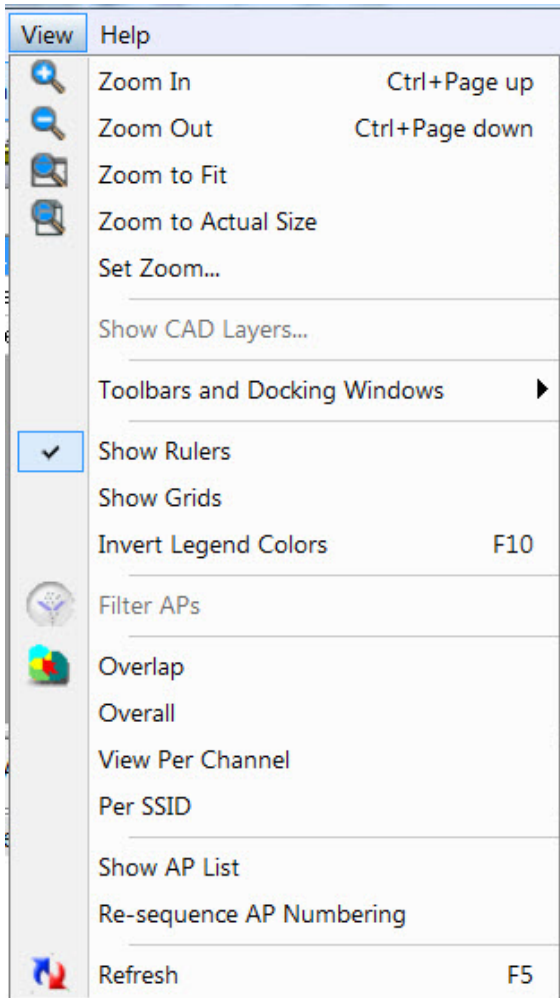 View Help
Zoom In Ctrl+Page up
Zoom Out Ctrl+Page down
Zoom to Fit
Zoom to Actual Size
Set Zoom...
Show CAD Layers...
Toolbars and Docking Windows
Show Rulers
Show Grids
Invert Legend Colors F10
Filter APs
Overlap
Overall
View Per Channel
Per SSID
Show AP List
Re-sequence AP Numbering
Refresh F5